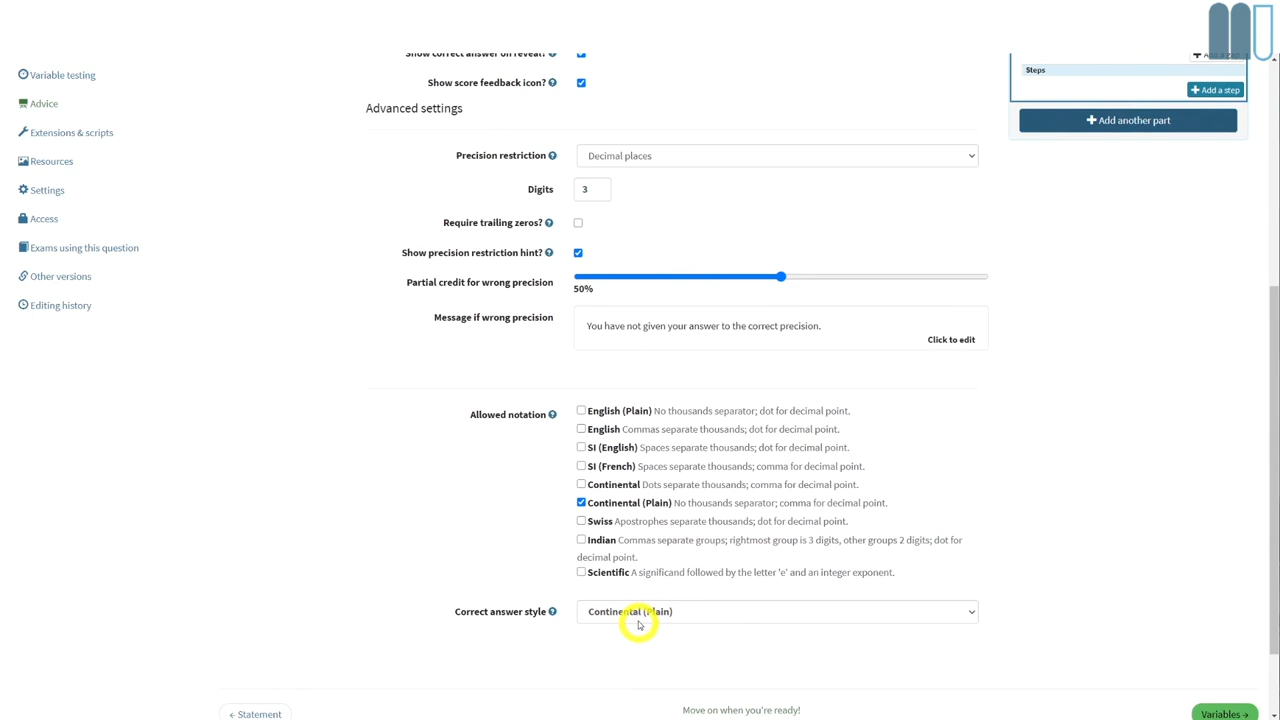 Show correct answer on reveal?
Add a gap
Variable testing
Steps
Show score feedback icon?
Add a step
Advice
Advanced settings
Add another part
Extensions & scripts
Precision restriction
Decimal places
Resources
Digits
3
Settings
Access
Require trailing zeros?
Exams using this question
Show precision restriction hint?
Other versions
Partial credit for wrong precision
50%
Editing history
Message if wrong precision
You have not given your answer to the correct precision.
Click to edit
Allowed notation
English (Plain) No thousands separator; dot for decimal point.
English Commas separate thousands; dot for decimal point.
SI (English) Spaces separate thousands; dot for decimal point.
SI (French) Spaces separate thousands; comma for decimal point.
Continental Dots separate thousands; comma for decimal point.
Continental (Plain) No thousands separator; comma for decimal point.
Swiss Apostrophes separate thousands; dot for decimal point.
Indian Commas separate groups; rightmost group is 3 digits, other groups 2 digits; dot for
decimal point.
Scientific A significand followed by the letter 'e' and an integer exponent.
Correct answer style
Continental (Plain)
← Statement
Move on when you're ready!
Variables →